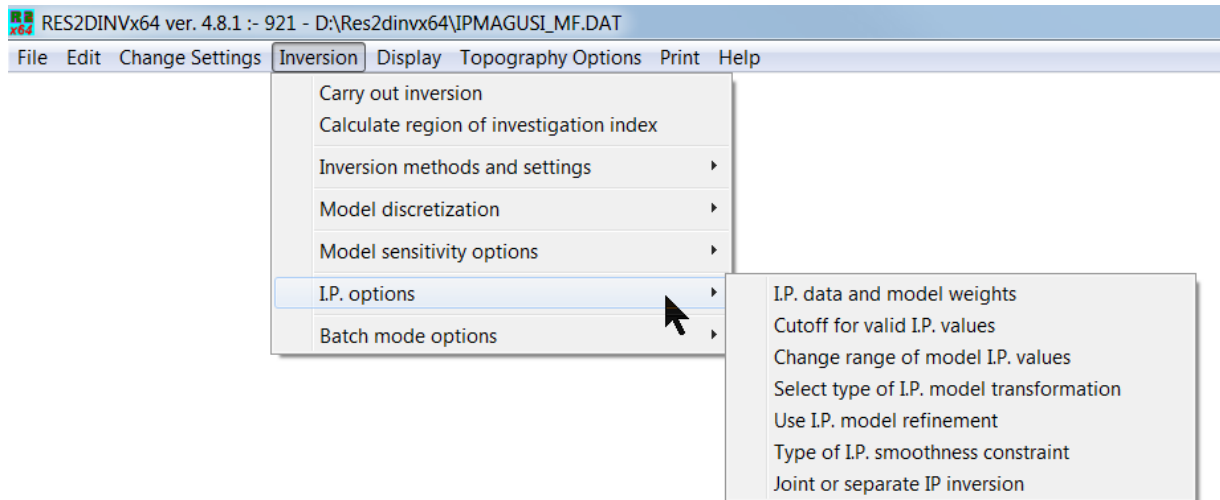 RES2DINVx64 ver. 4.8.1 :- 921 - D:\Res2dinvx64\IPMAGUSI_MF.DAT
File Edit Change Settings Inversion Display Topography Options Print Help
Carry out inversion
Calculate region of investigation index
Inversion methods and settings
Model discretization
Model sensitivity options
I.P. options
Batch mode options
I.P. data and model weights
Cutoff for valid I.P. values
Change range of model I.P. values
Select type of I.P. model transformation
Use I.P. model refinement
Type of I.P. smoothness constraint
Joint or separate IP inversion